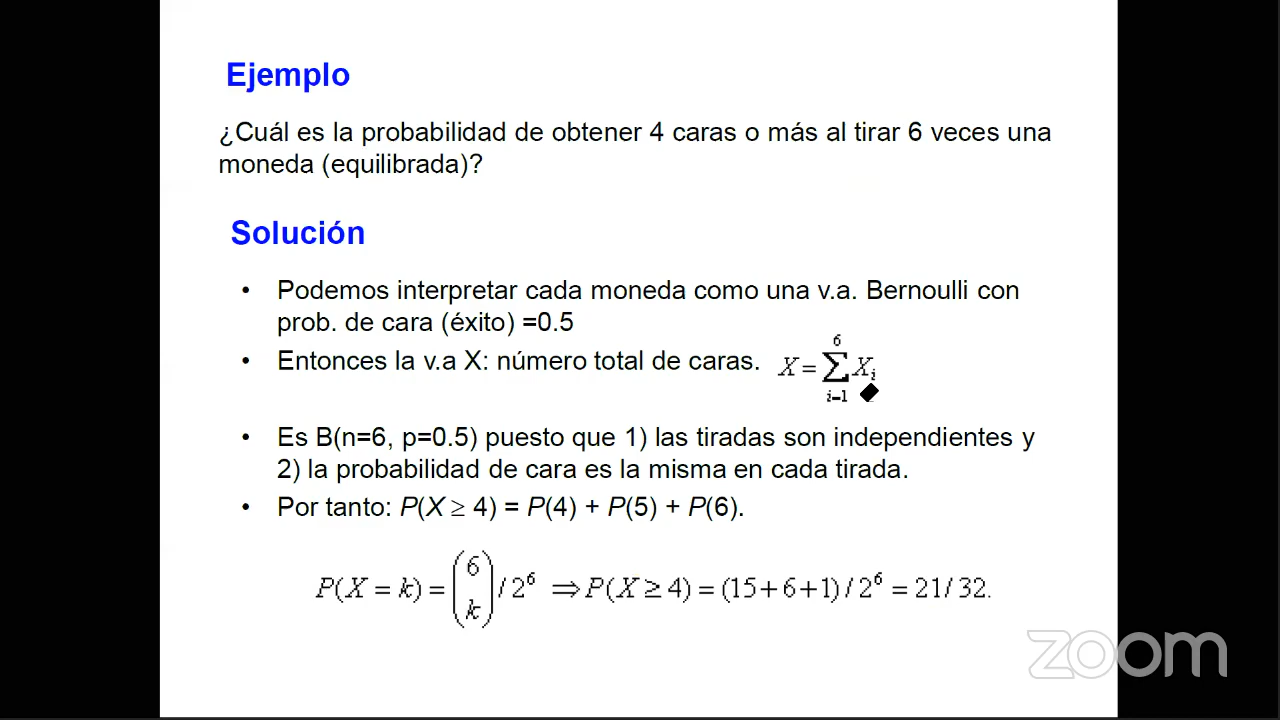 Ejemplo
¿Cuál es la probabilidad de obtener 4 caras o más al tirar 6 veces una
moneda (equilibrada)?
Solución
• Podemos interpretar cada moneda como una v.a. Bernoulli con
prob. de cara (éxito) =0.5
• Entonces la v.a X: número total de caras. X = ∑_{i=1}^{6} X_i
• Es B(n=6, p=0.5) puesto que 1) las tiradas son independientes y
2) la probabilidad de cara es la misma en cada tirada.
• Por tanto: P(X ≥ 4) = P(4) + P(5) + P(6).
P(X = k) = (6 k) / 2^6 ⇒ P(X ≥ 4) = (15+6+1) / 2^6 = 21/32.
zoom